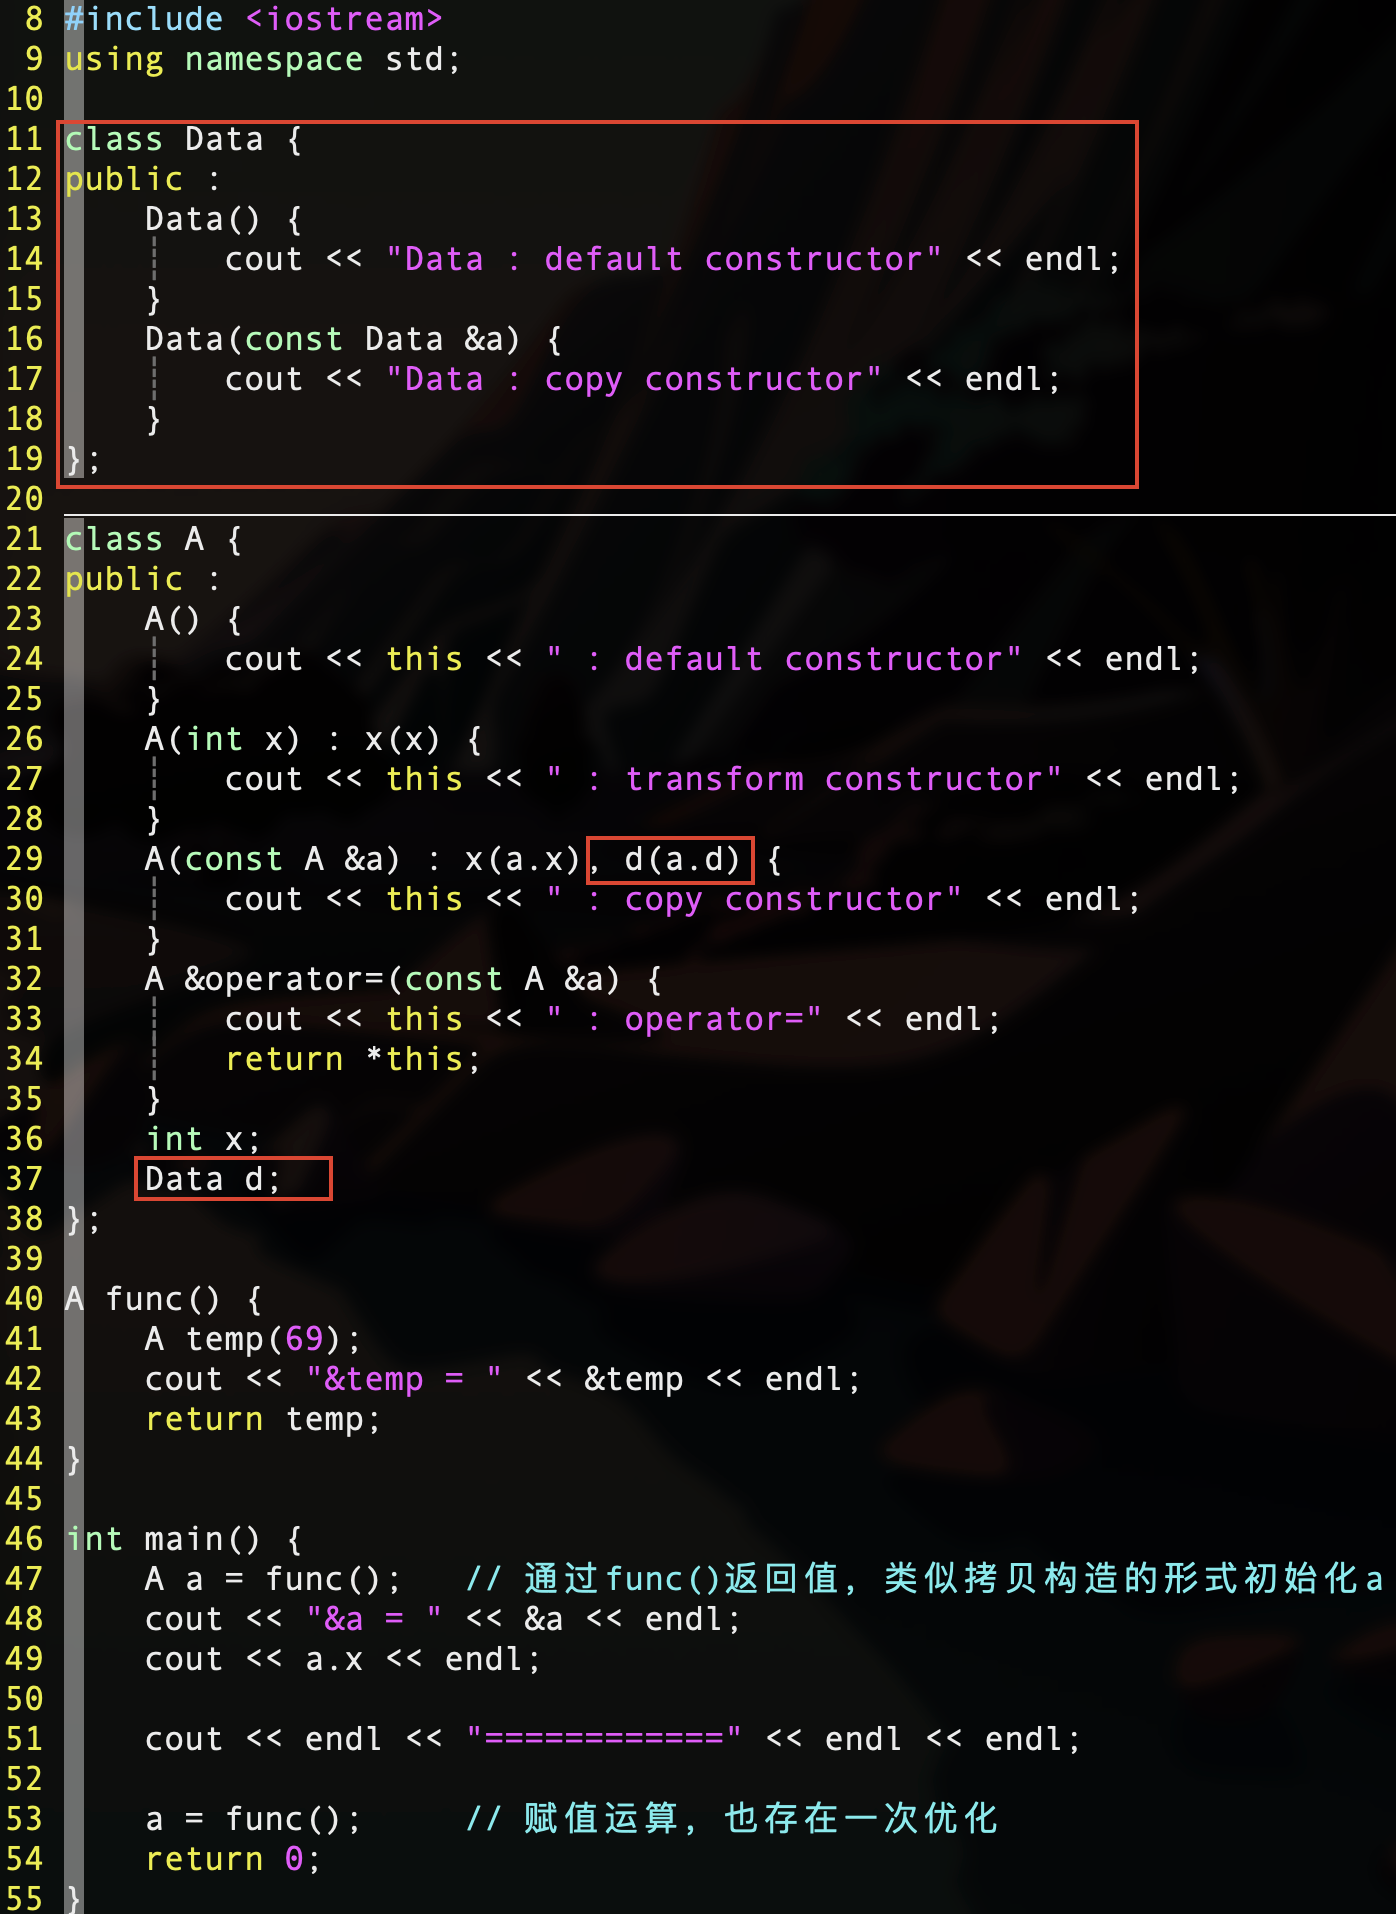 8 #include <iostream>
9 using namespace std;
10
11 class Data {
12 public :
13     Data() {
14         cout << "Data : default constructor" << endl;
15     }
16     Data(const Data &a) {
17         cout << "Data : copy constructor" << endl;
18     }
19 };
20
21 class A {
22 public :
23     A() {
24         cout << this << " : default constructor" << endl;
25     }
26     A(int x) : x(x) {
27         cout << this << " : transform constructor" << endl;
28     }
29     A(const A &a) : x(a.x), d(a.d) {
30         cout << this << " : copy constructor" << endl;
31     }
32     A &operator=(const A &a) {
33         cout << this << " : operator=" << endl;
34         return *this;
35     }
36     int x;
37     Data d;
38 };
39
40 A func() {
41     A temp(69);
42     cout << "&temp = " << &temp << endl;
43     return temp;
44 }
45
46 int main() {
47     A a = func();   // 通过func()返回值, 类似拷贝构造的形式初始化a
48     cout << "&a = " << &a << endl;
49     cout << a.x << endl;
50
51     cout << endl << "============" << endl << endl;
52
53     a = func();     // 赋值运算, 也存在一次优化
54     return 0;
55 }